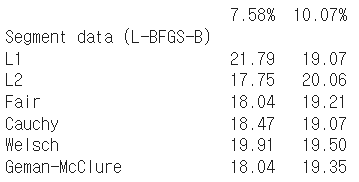 7.58% 10.07%
Segment data (L-BFGS-B)
L1 21.79 19.07
L2 17.75 20.06
Fair 18.04 19.21
Cauchy 18.47 19.07
Welsch 19.91 19.50
Geman-McClure 18.04 19.35